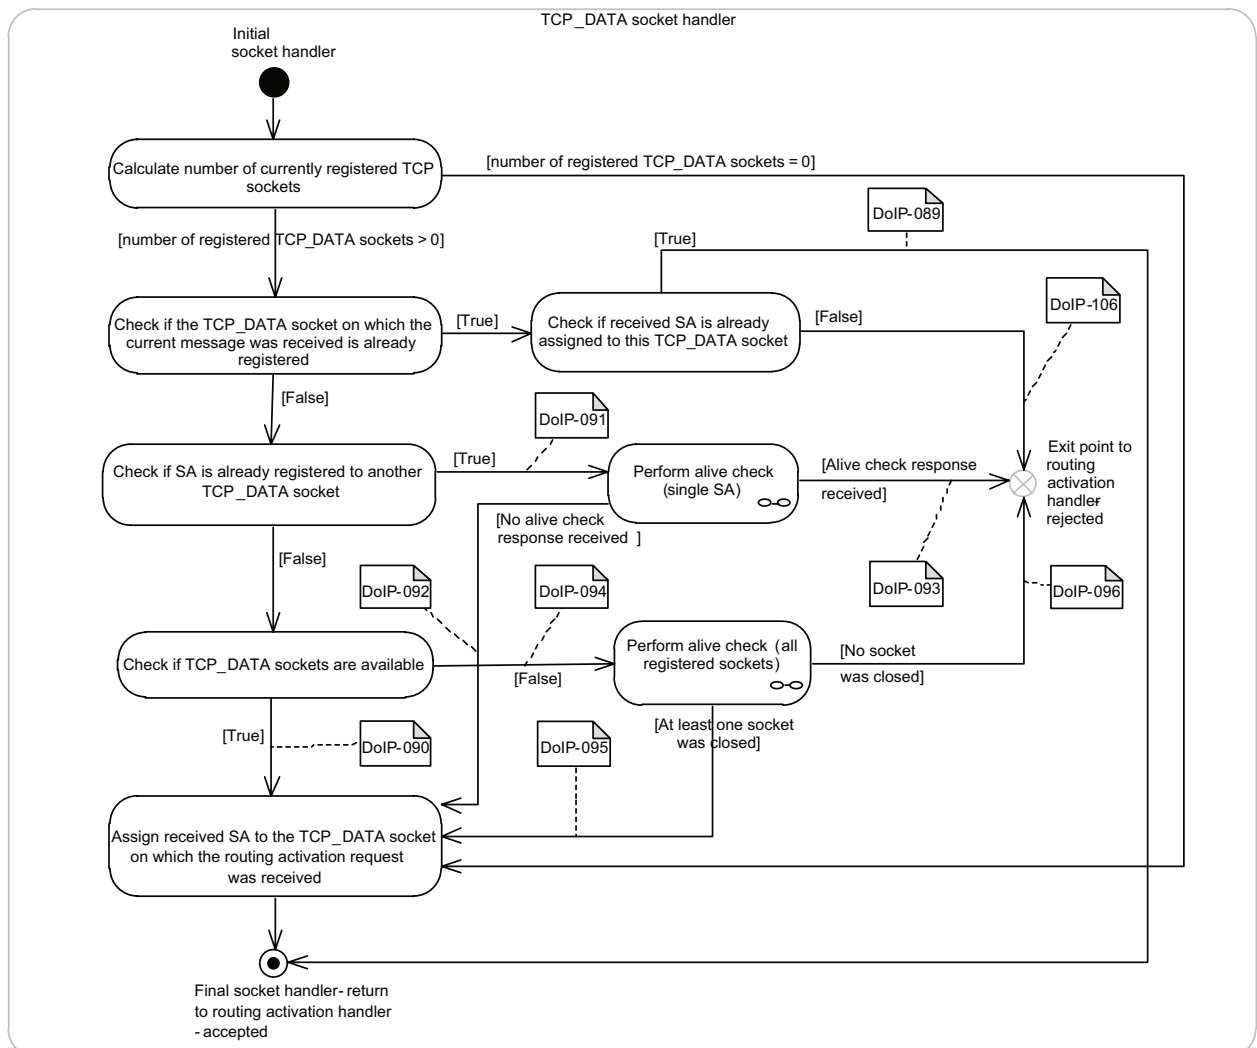 TCP_DATA socket handler
Initial
socket handler
Calculate number of currently registered TCP
sockets
[number of registered TCP_DATA sockets = 0]
[number of registered TCP_DATA sockets > 0]
DoIP-089
[True]
DoIP-106
Check if the TCP_DATA socket on which the
current message was received is already
registered
[True]
Check if received SA is already
assigned to this TCP_DATA socket
[False]
[False]
DoIP-091
Check if SA is already registered to another
TCP_DATA socket
[True]
Perform alive check
(single SA)
[Alive check response
received]
Exit point to
routing
activation
handler-
rejected
[No alive check
response received ]
[False]
DoIP-092
DoIP-094
DoIP-093
DoIP-096
Check if TCP_DATA sockets are available
[False]
Perform alive check (all
registered sockets)
[No socket
was closed]
[True]
DoIP-090
DoIP-095
[At least one socket
was closed]
Assign received SA to the TCP_DATA socket
on which the routing activation request
was received
Final socket handler- return
to routing activation handler
- accepted